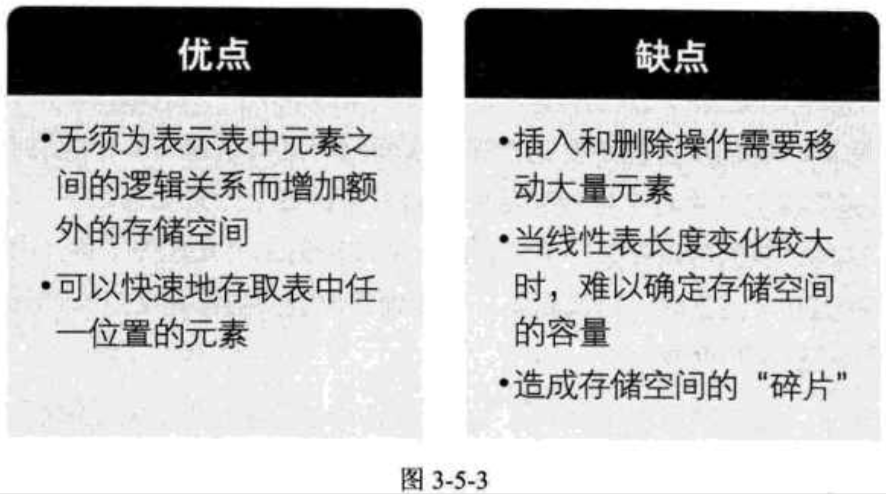 优点
•无须为表示表中元素之
间的逻辑关系而增加额
外的存储空间
•可以快速地存取表中任
一位置的元素
缺点
•插入和删除操作需要移
动大量元素
•当线性表长度变化较大
时，难以确定存储空间
的容量
•造成存储空间的“碎片”
图 3-5-3